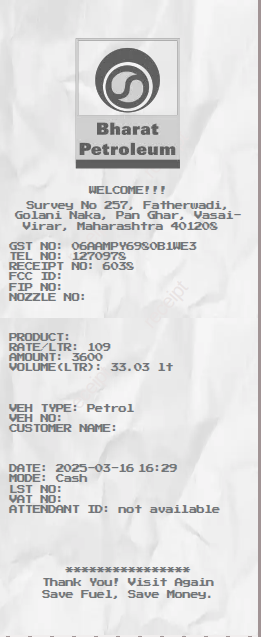 Bharat
Petroleum
WELCOME!!!
Survey No 257, Fatherwadi,
Golani Naka, Pan Ghar, Vasai-
Virar, Maharashtra 401208
GST NO: 06AAMPY6980B1WE3
TEL NO: 1270978
RECEIPT NO: 6038
FCC ID:
FIP NO:
NOZZLE NO:
PRODUCT:
RATE/LTR: 109
AMOUNT: 3600
VOLUME(LTR): 33.03 lt
VEH TYPE: Petrol
VEH NO:
CUSTOMER NAME:
DATE: 2025-03-16 16:29
MODE: Cash
LST NO:
VAT NO:
ATTENDANT ID: not available
****************
Thank You! Visit Again
Save Fuel, Save Money.